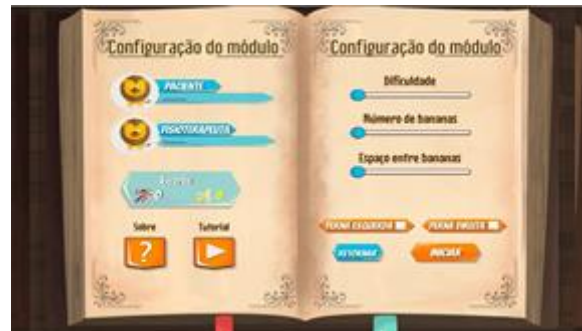 Configuração do módulo
PACIENTE
FISIOTERAPEUTA
Sobre
Tutorial
?
Configuração do módulo
Dificuldade
Número de bananas
Espaço entre bananas
PERNA ESQUERDA
PERNA DIREITA
RETORNAR
INICIAR